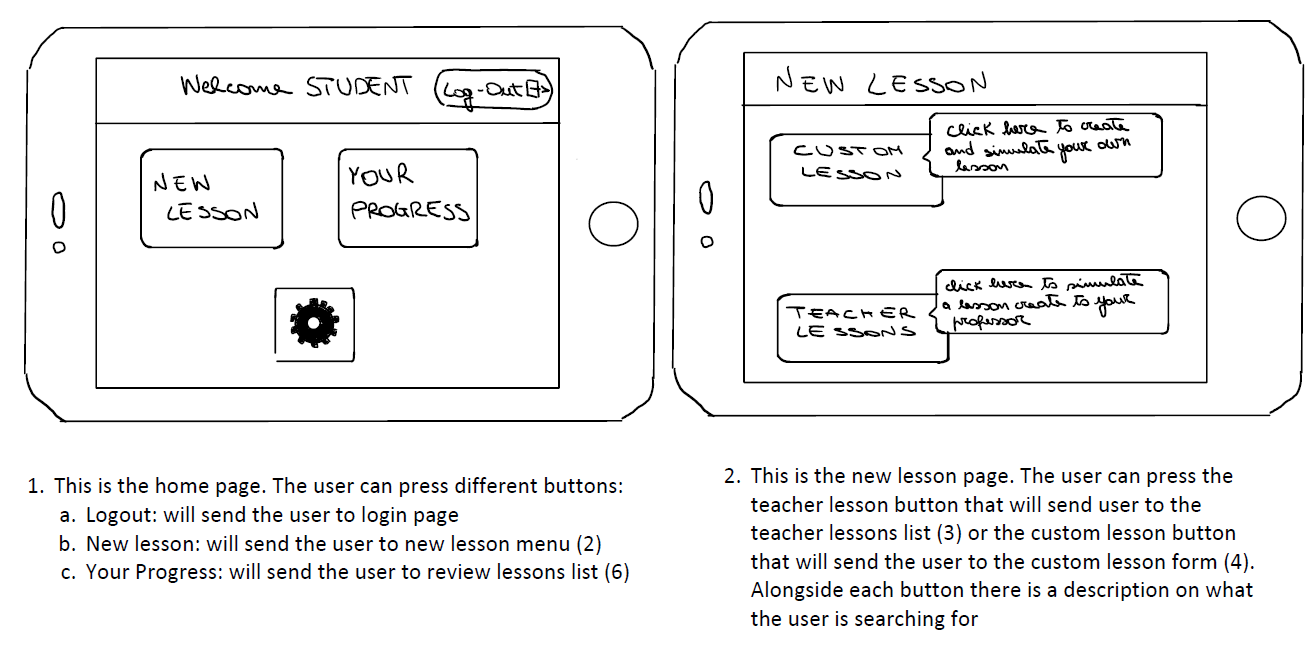 Welcome STUDENT
Log-Out
NEW
LESSON
YOUR
PROGRESS
1. This is the home page. The user can press different buttons:
a. Logout: will send the user to login page
b. New lesson: will send the user to new lesson menu (2)
c. Your Progress: will send the user to review lessons list (6)
NEW LESSON
CUSTOM
LESSON
click here to create
and simulate your own
lesson
TEACHER
LESSONS
click here to simulate
a lesson create to your
professor
2. This is the new lesson page. The user can press the
teacher lesson button that will send user to the
teacher lessons list (3) or the custom lesson button
that will send the user to the custom lesson form (4).
Alongside each button there is a description on what
the user is searching for